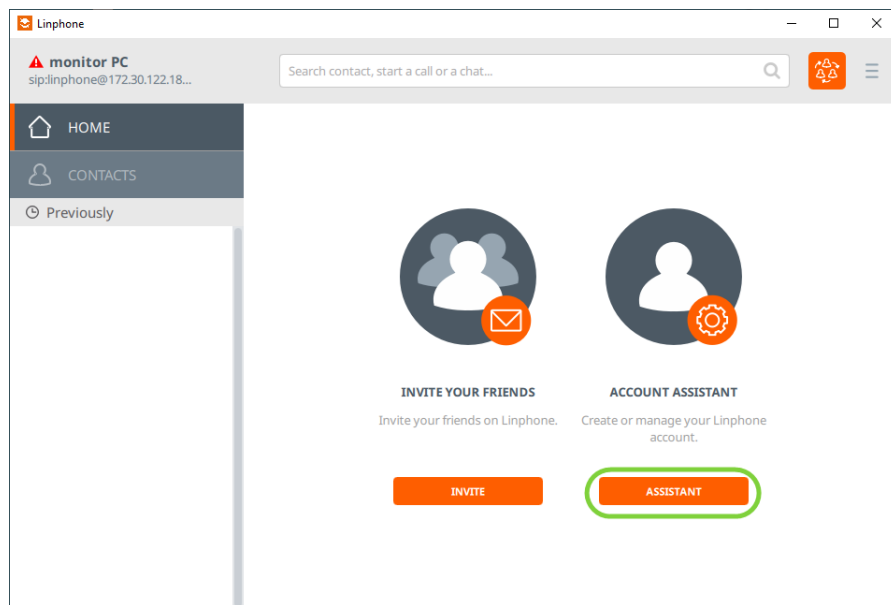 Linphone
monitor PC
sip:linphone@172.30.122.18...
Search contact, start a call or a chat...
HOME
CONTACTS
Previously
INVITE YOUR FRIENDS
Invite your friends on Linphone.
INVITE
ACCOUNT ASSISTANT
Create or manage your Linphone
account.
ASSISTANT